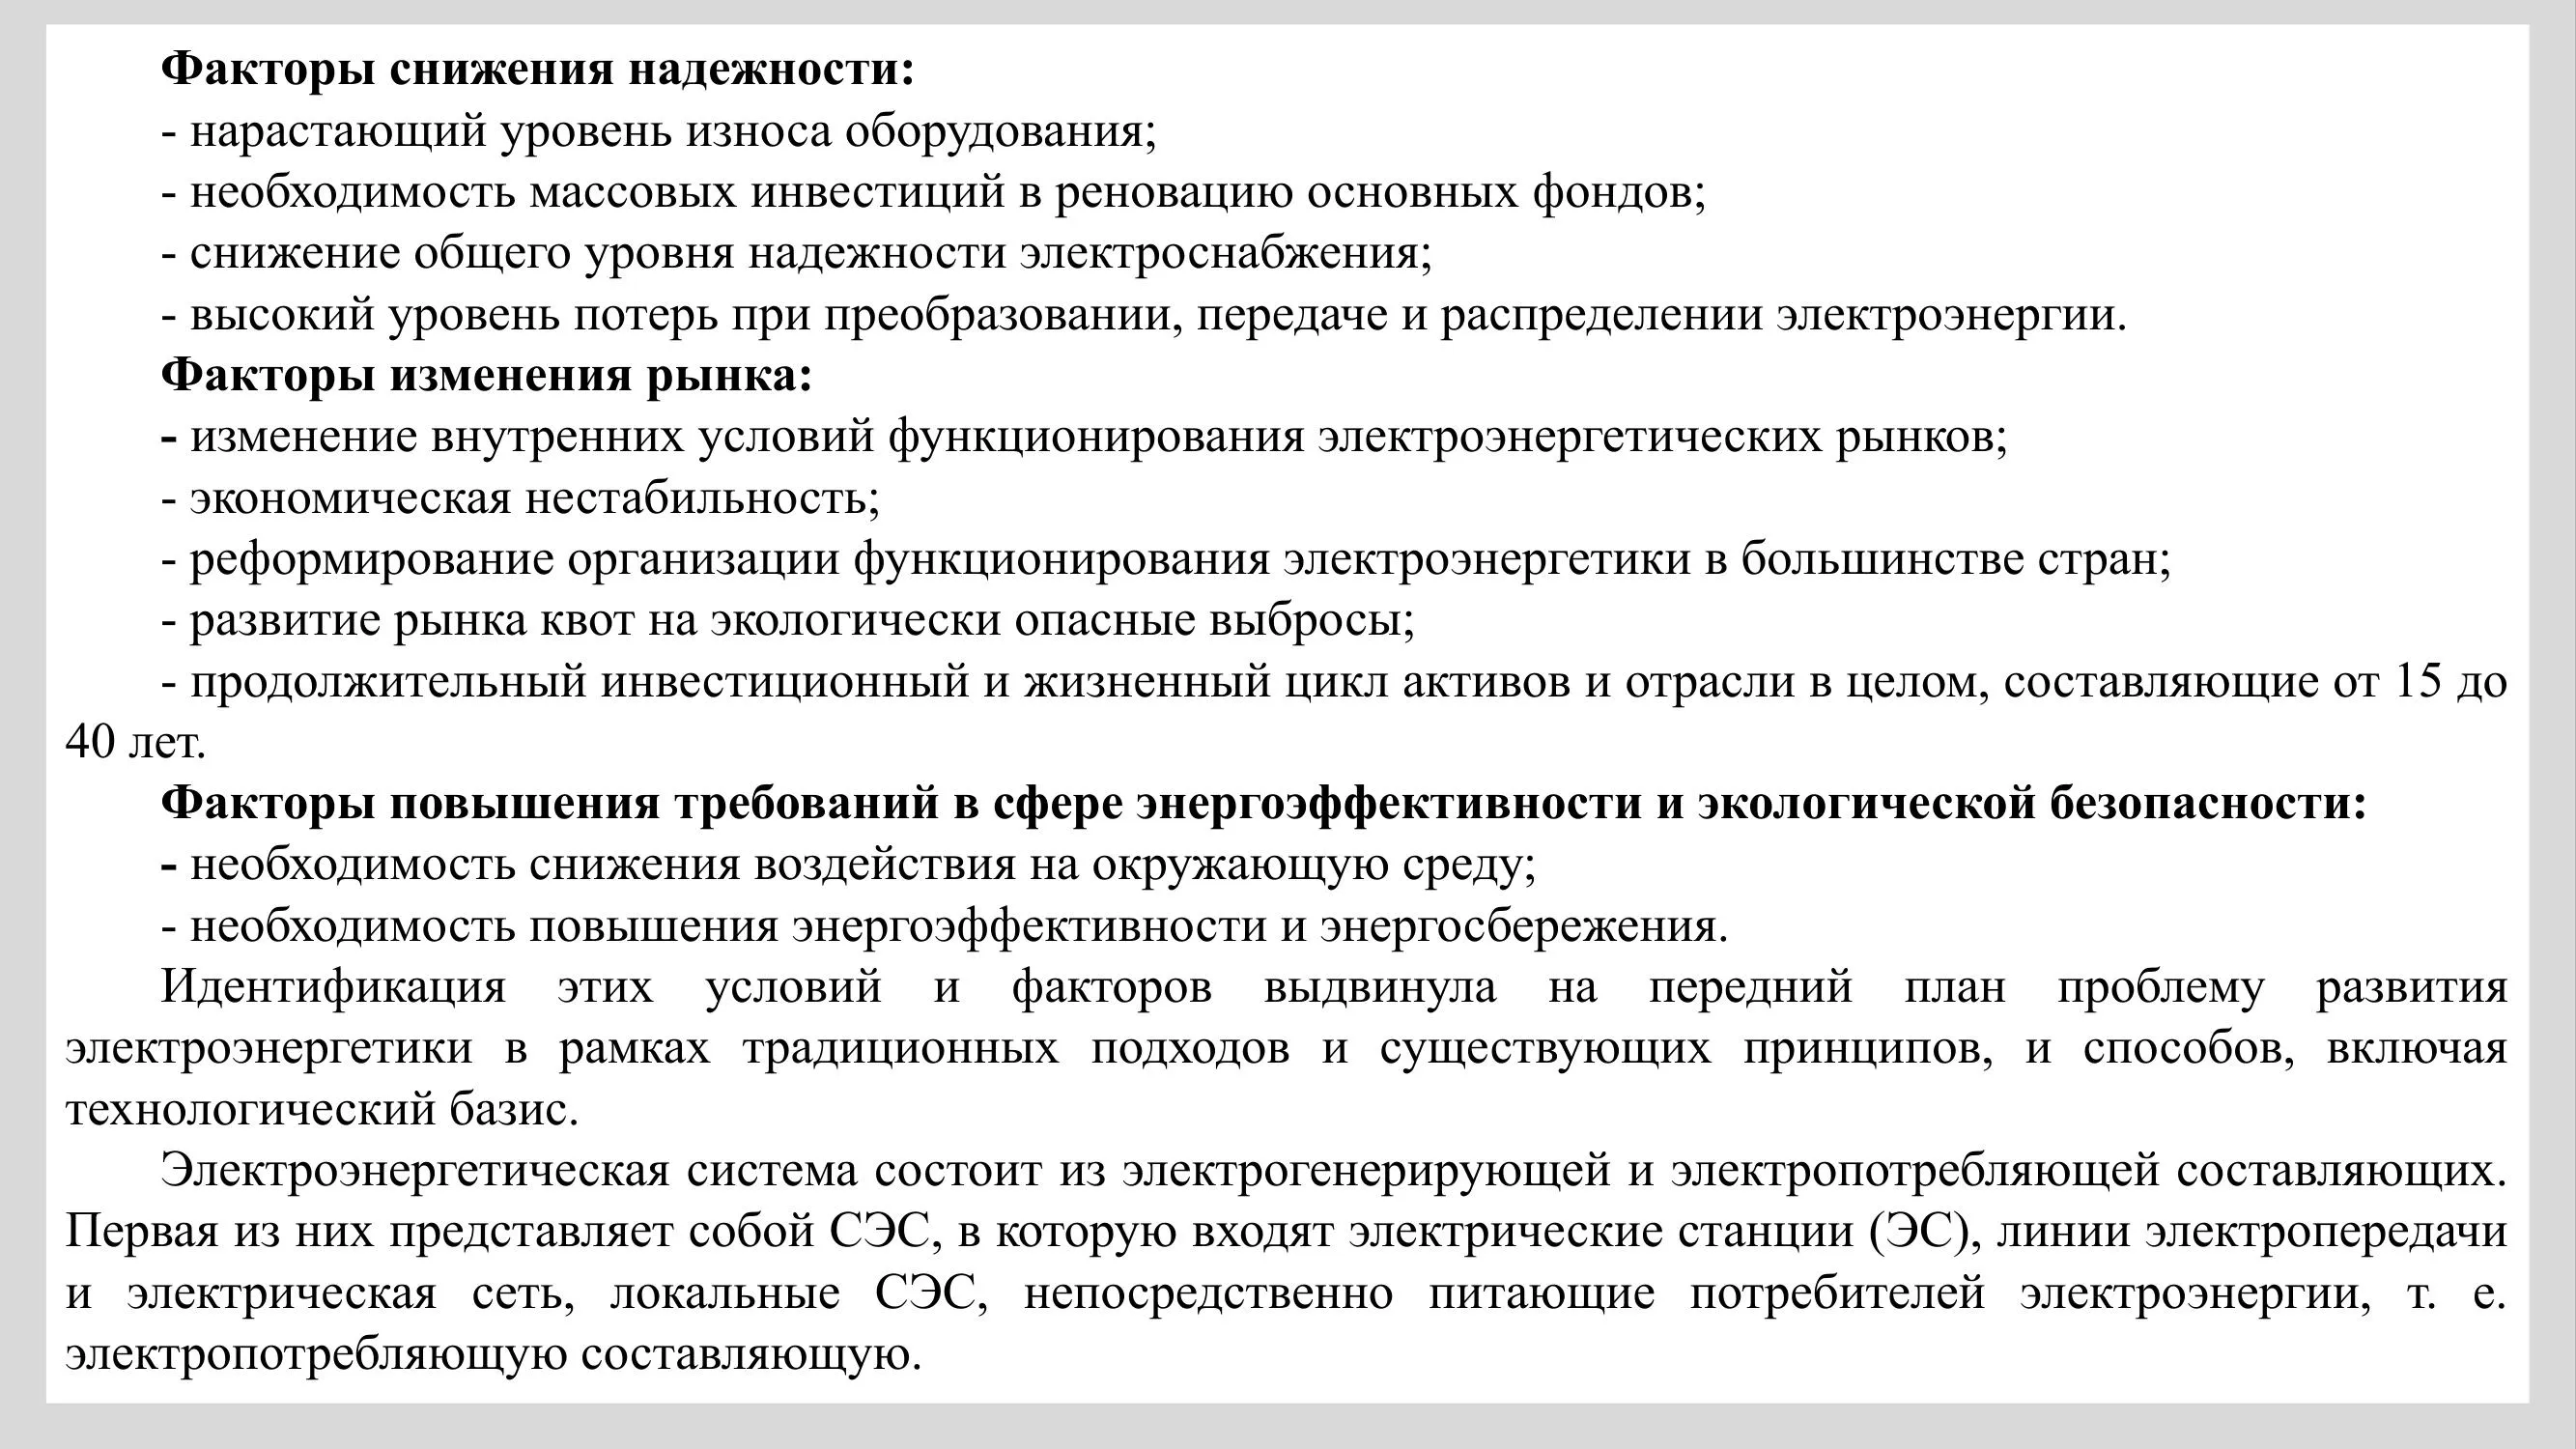 Факторы снижения надежности:
- нарастающий уровень износа оборудования;
- необходимость массовых инвестиций в реновацию основных фондов;
- снижение общего уровня надежности электроснабжения;
- высокий уровень потерь при преобразовании, передаче и распределении электроэнергии.
Факторы изменения рынка:
- изменение внутренних условий функционирования электроэнергетических рынков;
- экономическая нестабильность;
- реформирование организации функционирования электроэнергетики в большинстве стран;
- развитие рынка квот на экологически опасные выбросы;
- продолжительный инвестиционный и жизненный цикл активов и отрасли в целом, составляющие от 15 до
40 лет.
Факторы повышения требований в сфере энергоэффективности и экологической безопасности:
- необходимость снижения воздействия на окружающую среду;
- необходимость повышения энергоэффективности и энергосбережения.
Идентификация этих условий и факторов выдвинула на передний план проблему развития
электроэнергетики в рамках традиционных подходов и существующих принципов, и способов, включая
технологический базис.
Электроэнергетическая система состоит из электрогенерирующей и электропотребляющей составляющих.
Первая из них представляет собой СЭС, в которую входят электрические станции (ЭС), линии электропередачи
и электрическая сеть, локальные СЭС, непосредственно питающие потребителей электроэнергии, т. е.
электропотребляющую составляющую.